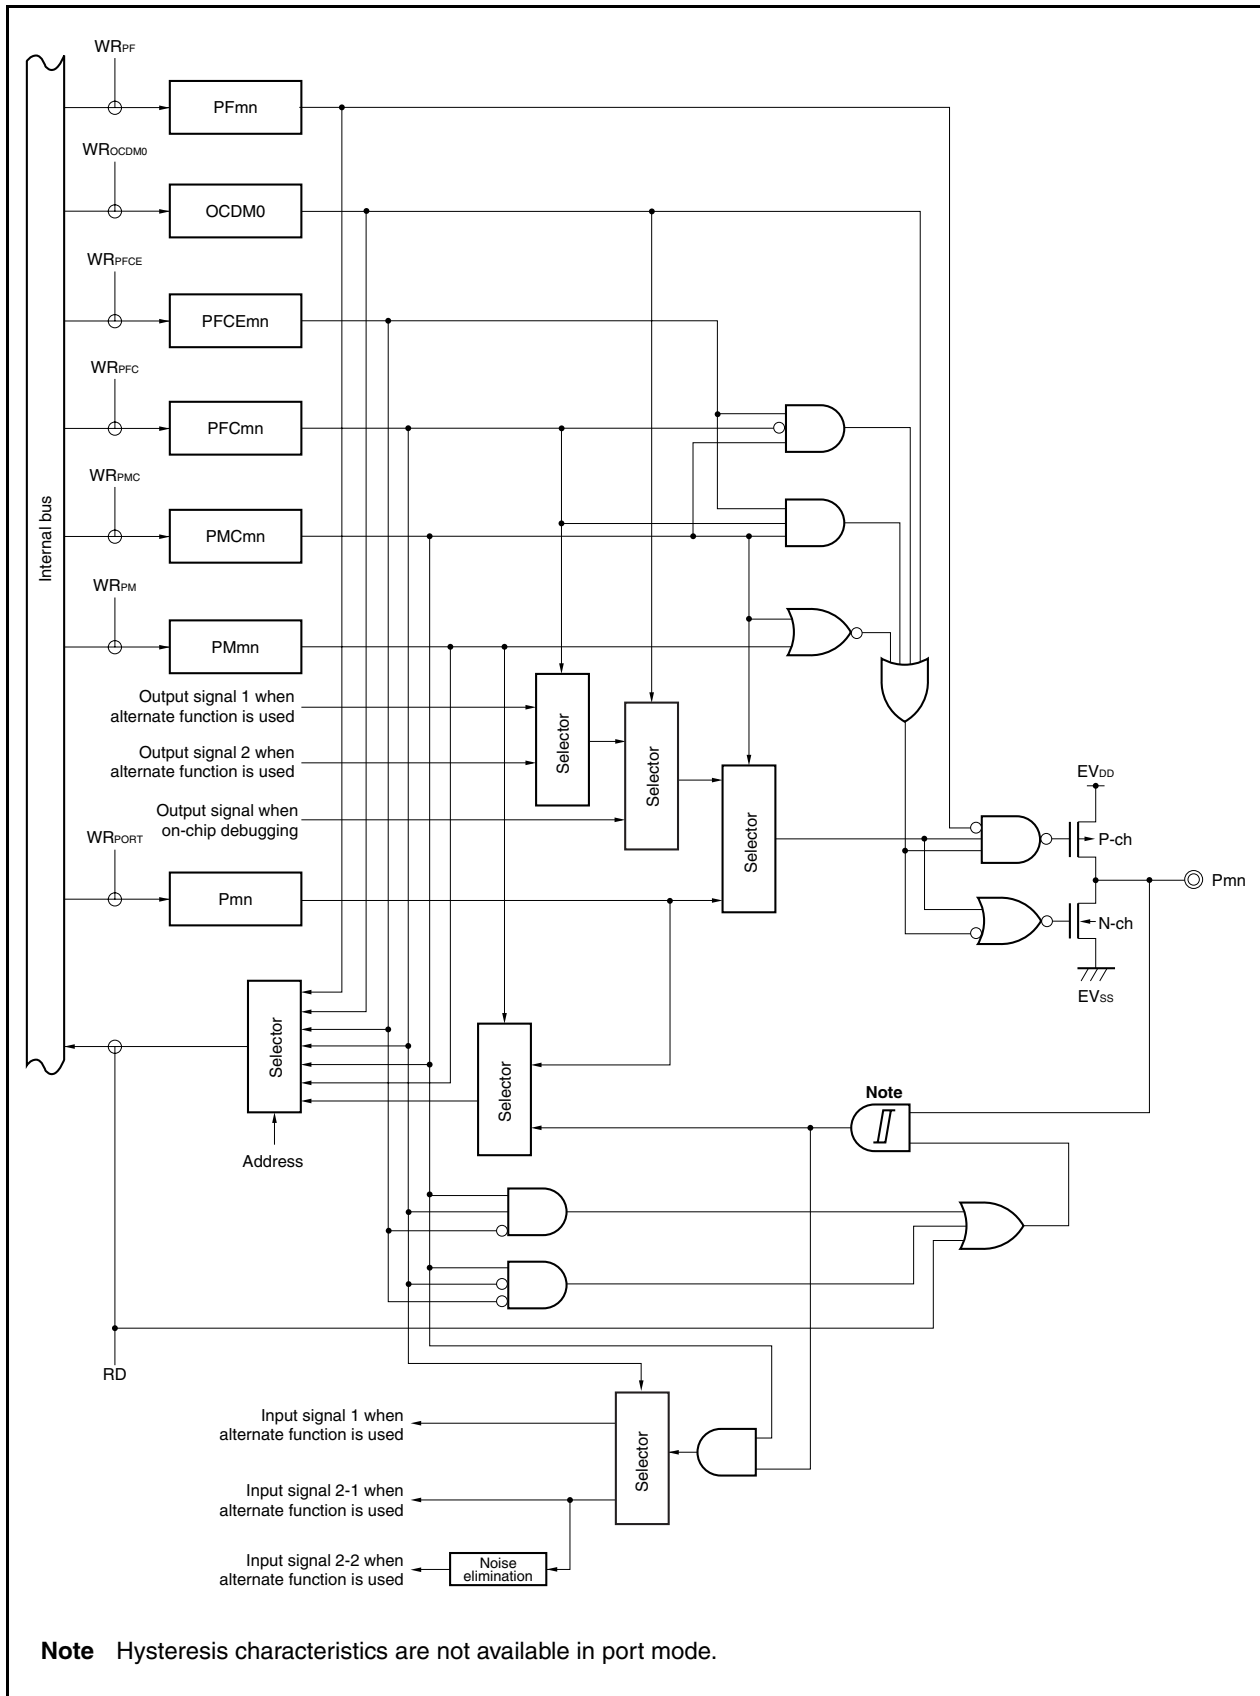 WRPF
PFmn
WROCDM0
OCDM0
WRPFCE
PFCEmn
WRPFC
PFCmn
WRPMC
Internal bus
PMCmn
WRPM
PMmn
Output signal 1 when
alternate function is used
Selector
Output signal 2 when
alternate function is used
Selector
Output signal when
on-chip debugging
Selector
EVDD
P-ch
WRPORT
Pmn
Pmn
N-ch
EVSS
Selector
Selector
Note
Address
RD
Input signal 1 when
alternate function is used
Selector
Input signal 2-1 when
alternate function is used
Input signal 2-2 when
alternate function is used
Noise
elimination
Note Hysteresis characteristics are not available in port mode.